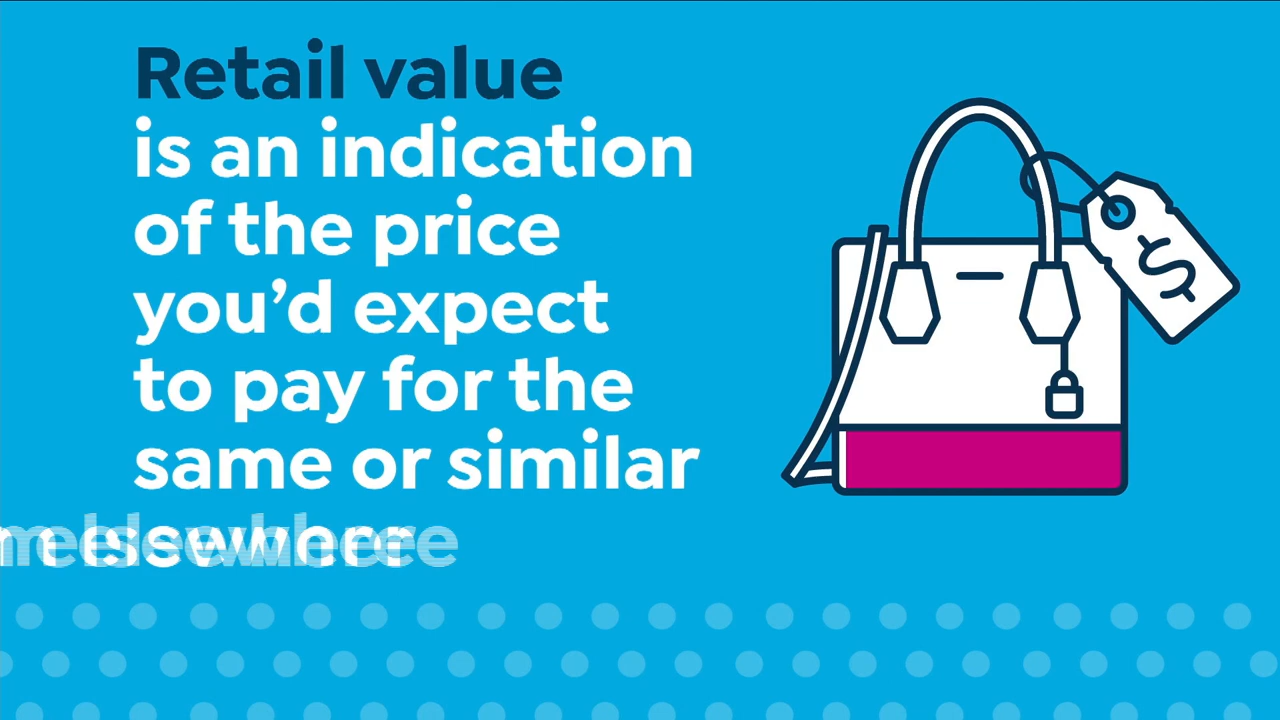 Retail value
is an indication
of the price
you'd expect
to pay for the
same or similar
$